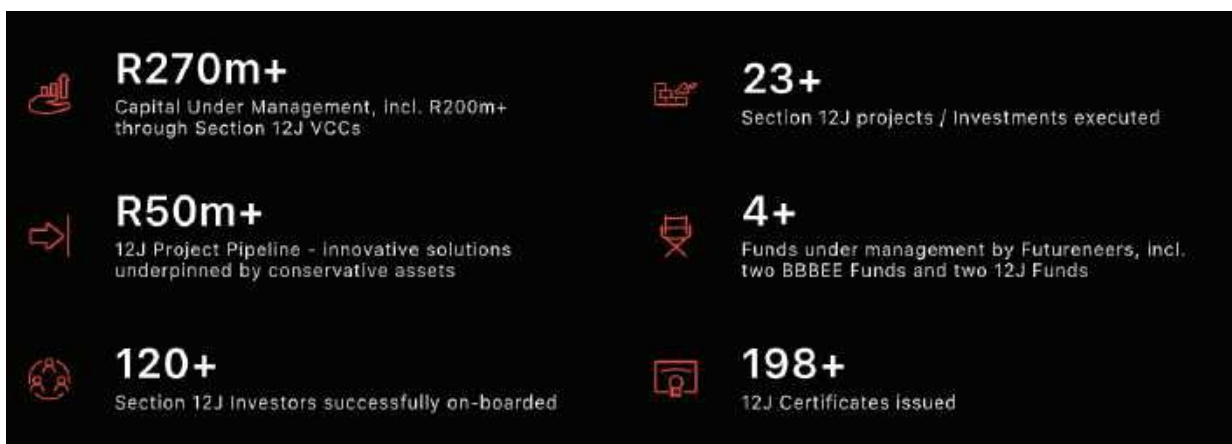 R270m+
Capital Under Management, incl. R200m+
through Section 12J VCCs
23+
Section 12J projects / Investments executed
R50m+
12J Project Pipeline - innovative solutions
underpinned by conservative assets
4+
Funds under management by Futureneers, incl.
two BBBEE Funds and two 12J Funds
120+
Section 12J Investors successfully on-boarded
198+
12J Certificates issued